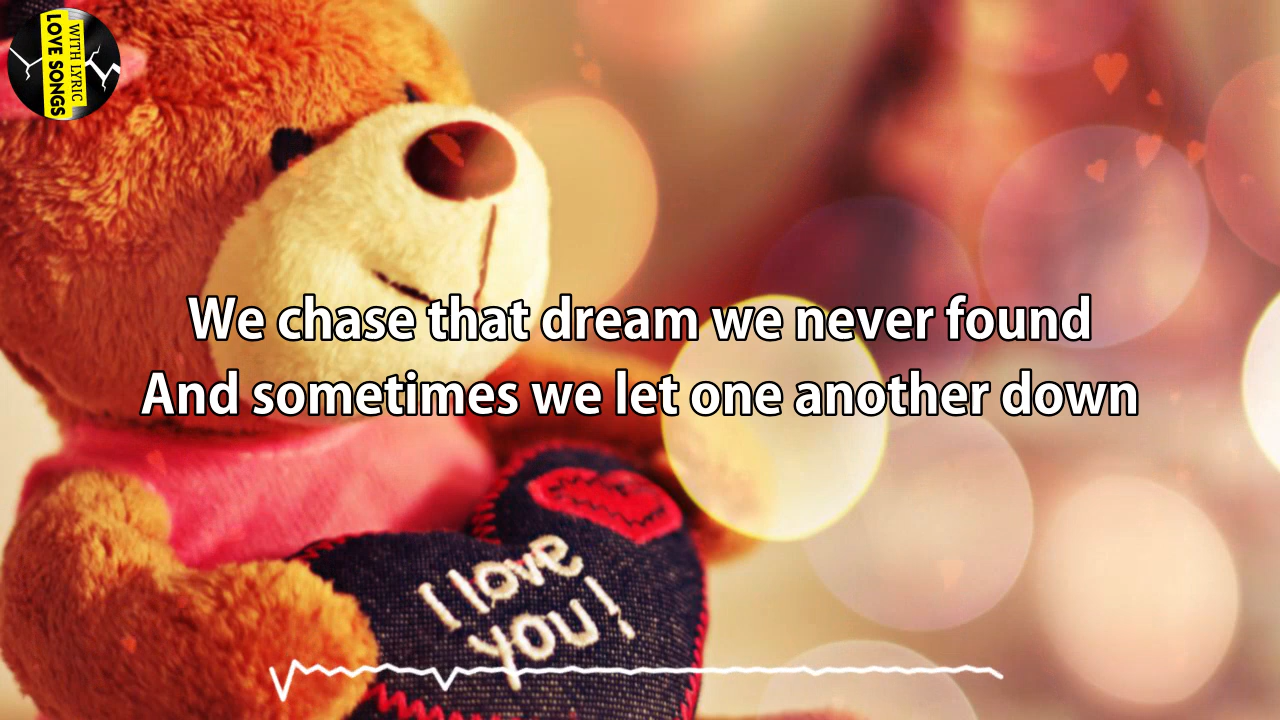 WITH LYRIC
LOVE SONGS
We chase that dream we never found
And sometimes we let one another down
I love
you!